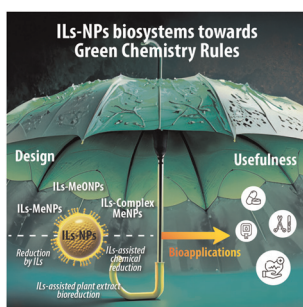 ILs-NPs biosystems towards
Green Chemistry Rules
Design
Usefulness
ILs-MeONPs
ILs-MeNPs
ILs-Complex
MeNPs
ILs-NPs
Bioapplications
Reduction
by ILs
ILs-assisted
chemical
reduction
ILs-assisted plant extract
bioreduction